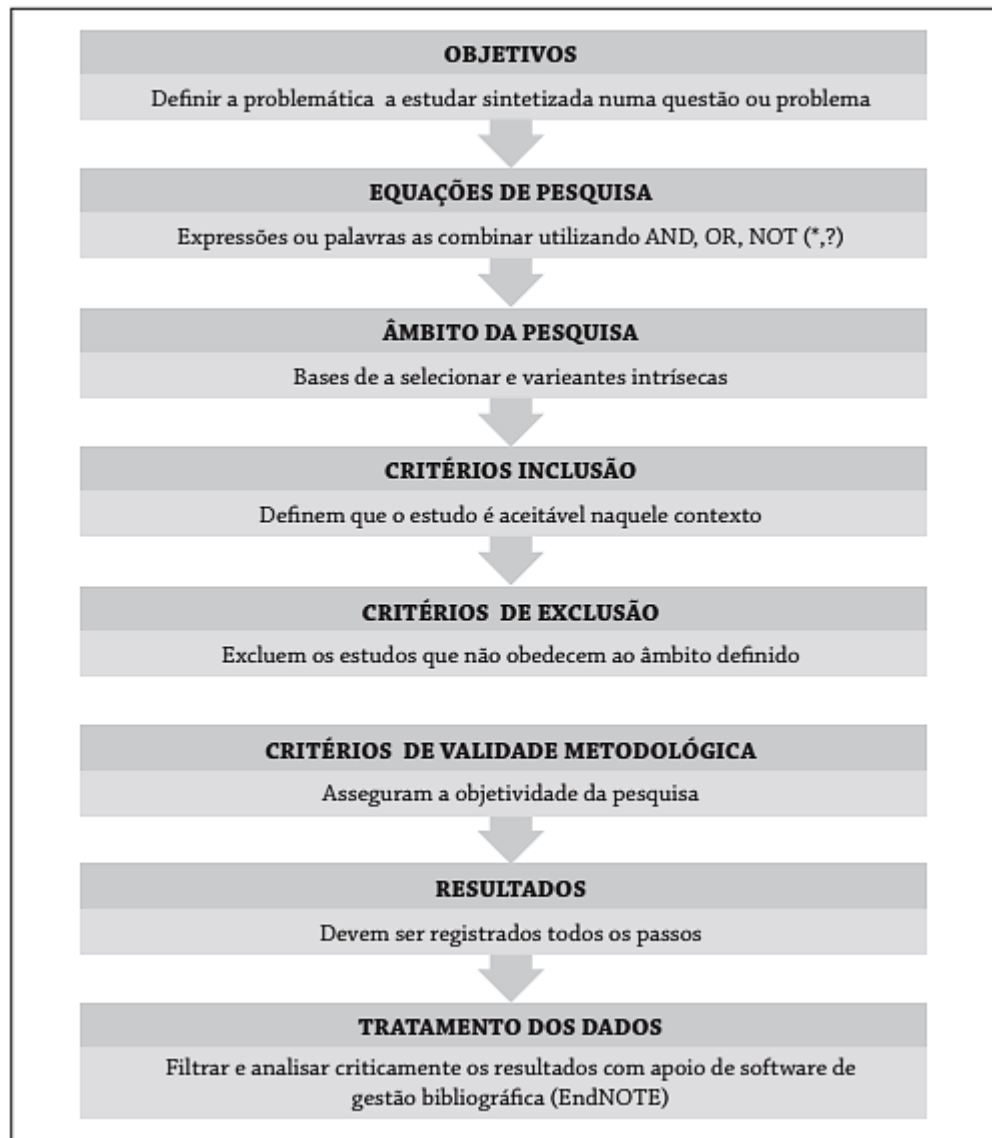 OBJETIVOS
Definir a problemática a estudar sintetizada numa questão ou problema
EQUAÇÕES DE PESQUISA
Expressões ou palavras as combinar utilizando AND, OR, NOT (*,?)
ÂMBITO DA PESQUISA
Bases de a selecionar e varieantes intrísecas
CRITÉRIOS INCLUSÃO
Definem que o estudo é aceitável naquele contexto
CRITÉRIOS DE EXCLUSÃO
Excluem os estudos que não obedecem ao âmbito definido
CRITÉRIOS DE VALIDADE METODOLÓGICA
Asseguram a objetividade da pesquisa
RESULTADOS
Devem ser registrados todos os passos
TRATAMENTO DOS DADOS
Filtrar e analisar criticamente os resultados com apoio de software de
gestão bibliográfica (EndNOTE)